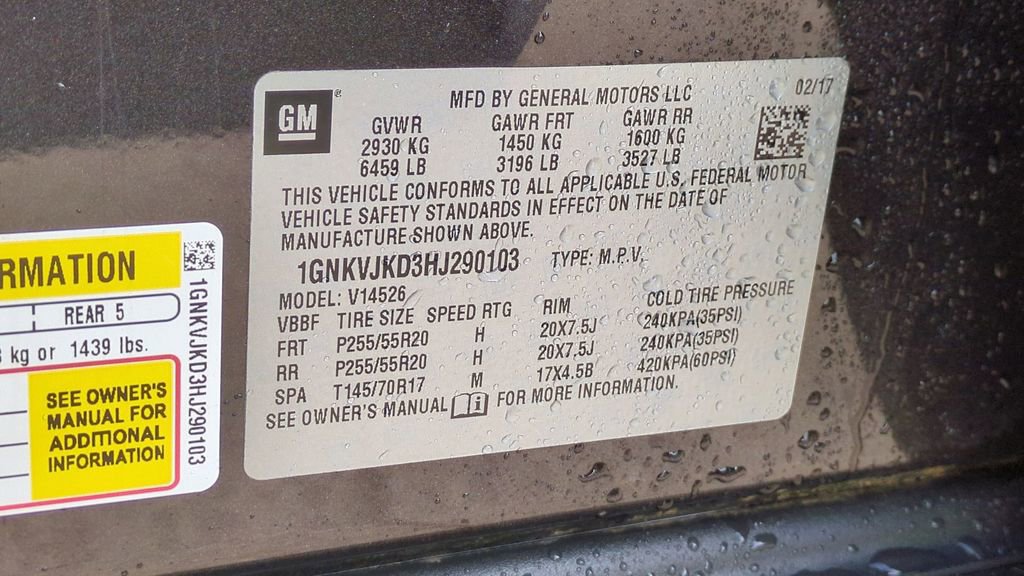 GM
MFD BY GENERAL MOTORS LLC 02/17
GVWR GAWR FRT GAWR RR
2930 KG 1450 KG 1600 KG
6459 LB 3196 LB 3527 LB
THIS VEHICLE CONFORMS TO ALL APPLICABLE U.S. FEDERAL MOTOR
VEHICLE SAFETY STANDARDS IN EFFECT ON THE DATE OF
MANUFACTURE SHOWN ABOVE.
1GNKVJKD3HJ290103 TYPE: M.P.V.
MODEL: V14526
VBBF TIRE SIZE SPEED RTG RIM COLD TIRE PRESSURE
FRT P255/55R20 H 20X7.5J 240KPA(35PSI)
RR P255/55R20 H 20X7.5J 240KPA(35PSI)
SPA T145/70R17 M 17X4.5B 420KPA(60PSI)
SEE OWNER'S MANUAL FOR MORE INFORMATION.
RMATION
REAR 5
kg or 1439 lbs.
SEE OWNER'S
MANUAL FOR
ADDITIONAL
INFORMATION
1GNKVJKD3HJ290103